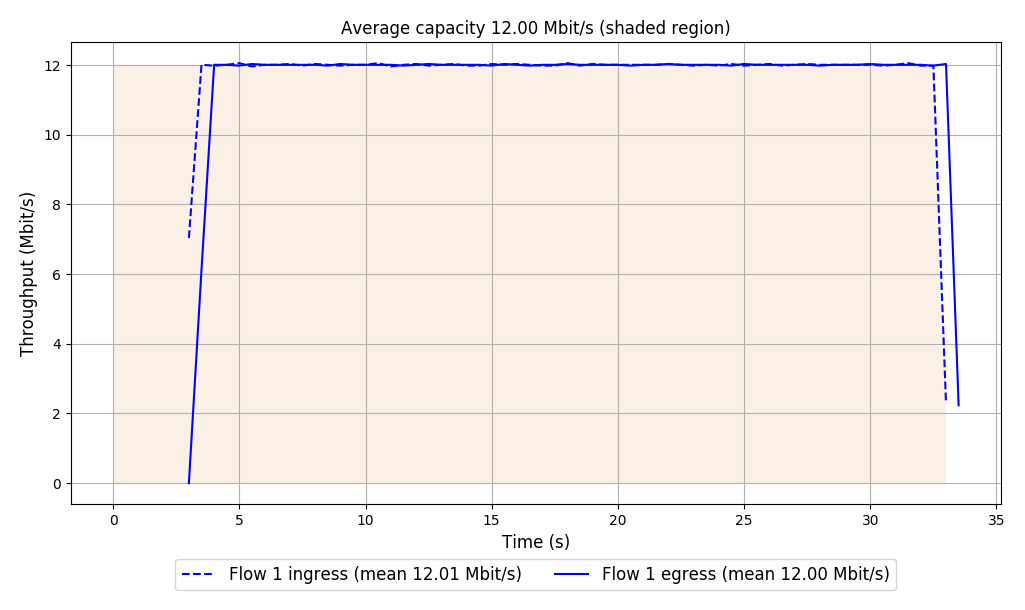 Average capacity 12.00 Mbit/s (shaded region)
Throughput (Mbit/s)
12
10
8
6
4
2
0
0 5 10 15 20 25 30 35
Time (s)
Flow 1 ingress (mean 12.01 Mbit/s) Flow 1 egress (mean 12.00 Mbit/s)